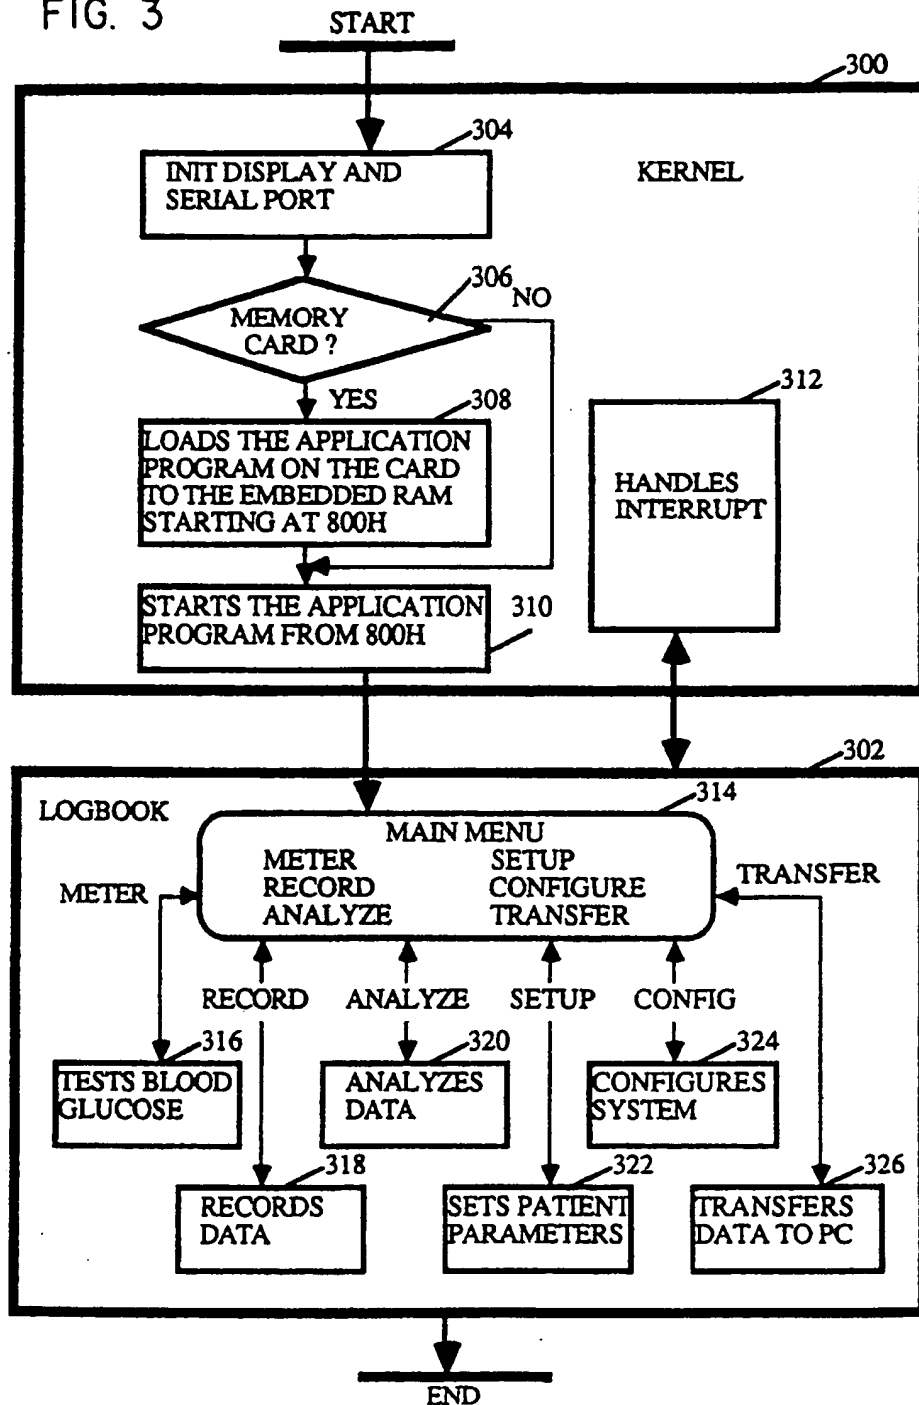 FIG. 3
START
300
304
INIT DISPLAY AND
SERIAL PORT
KERNEL
306
NO
MEMORY
CARD ?
YES
308
312
LOADS THE APPLICATION
PROGRAM ON THE CARD
TO THE EMBEDDED RAM
STARTING AT 800H
HANDLES
INTERRUPT
STARTS THE APPLICATION
PROGRAM FROM 800H
310
302
LOGBOOK
314
MAIN MENU
METER
RECORD
ANALYZE
SETUP
CONFIGURE
TRANSFER
METER
TRANSFER
RECORD
ANALYZE
SETUP
CONFIG
316
320
324
TESTS BLOOD
GLUCOSE
ANALYZES
DATA
CONFIGURES
SYSTEM
318
322
326
RECORDS
DATA
SETS PATIENT
PARAMETERS
TRANSFERS
DATA TO PC
END